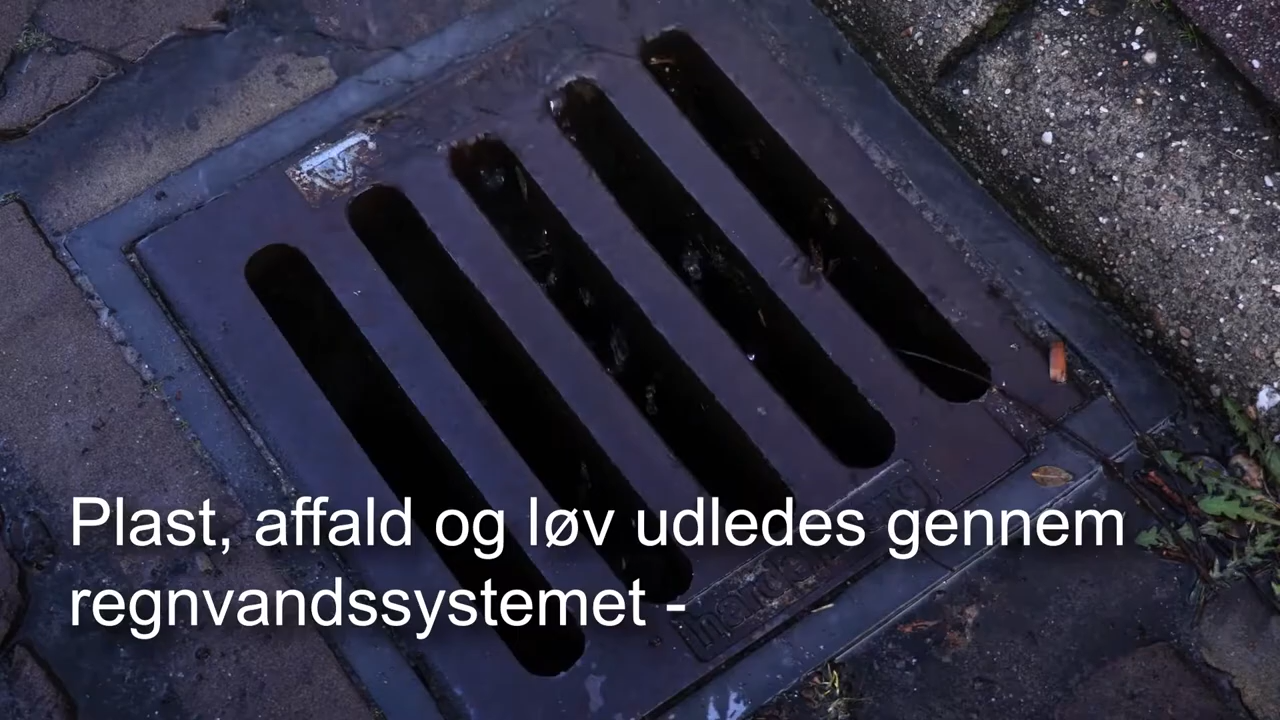 Plast, affald og løv udledes gennem
regnvandssystemet -